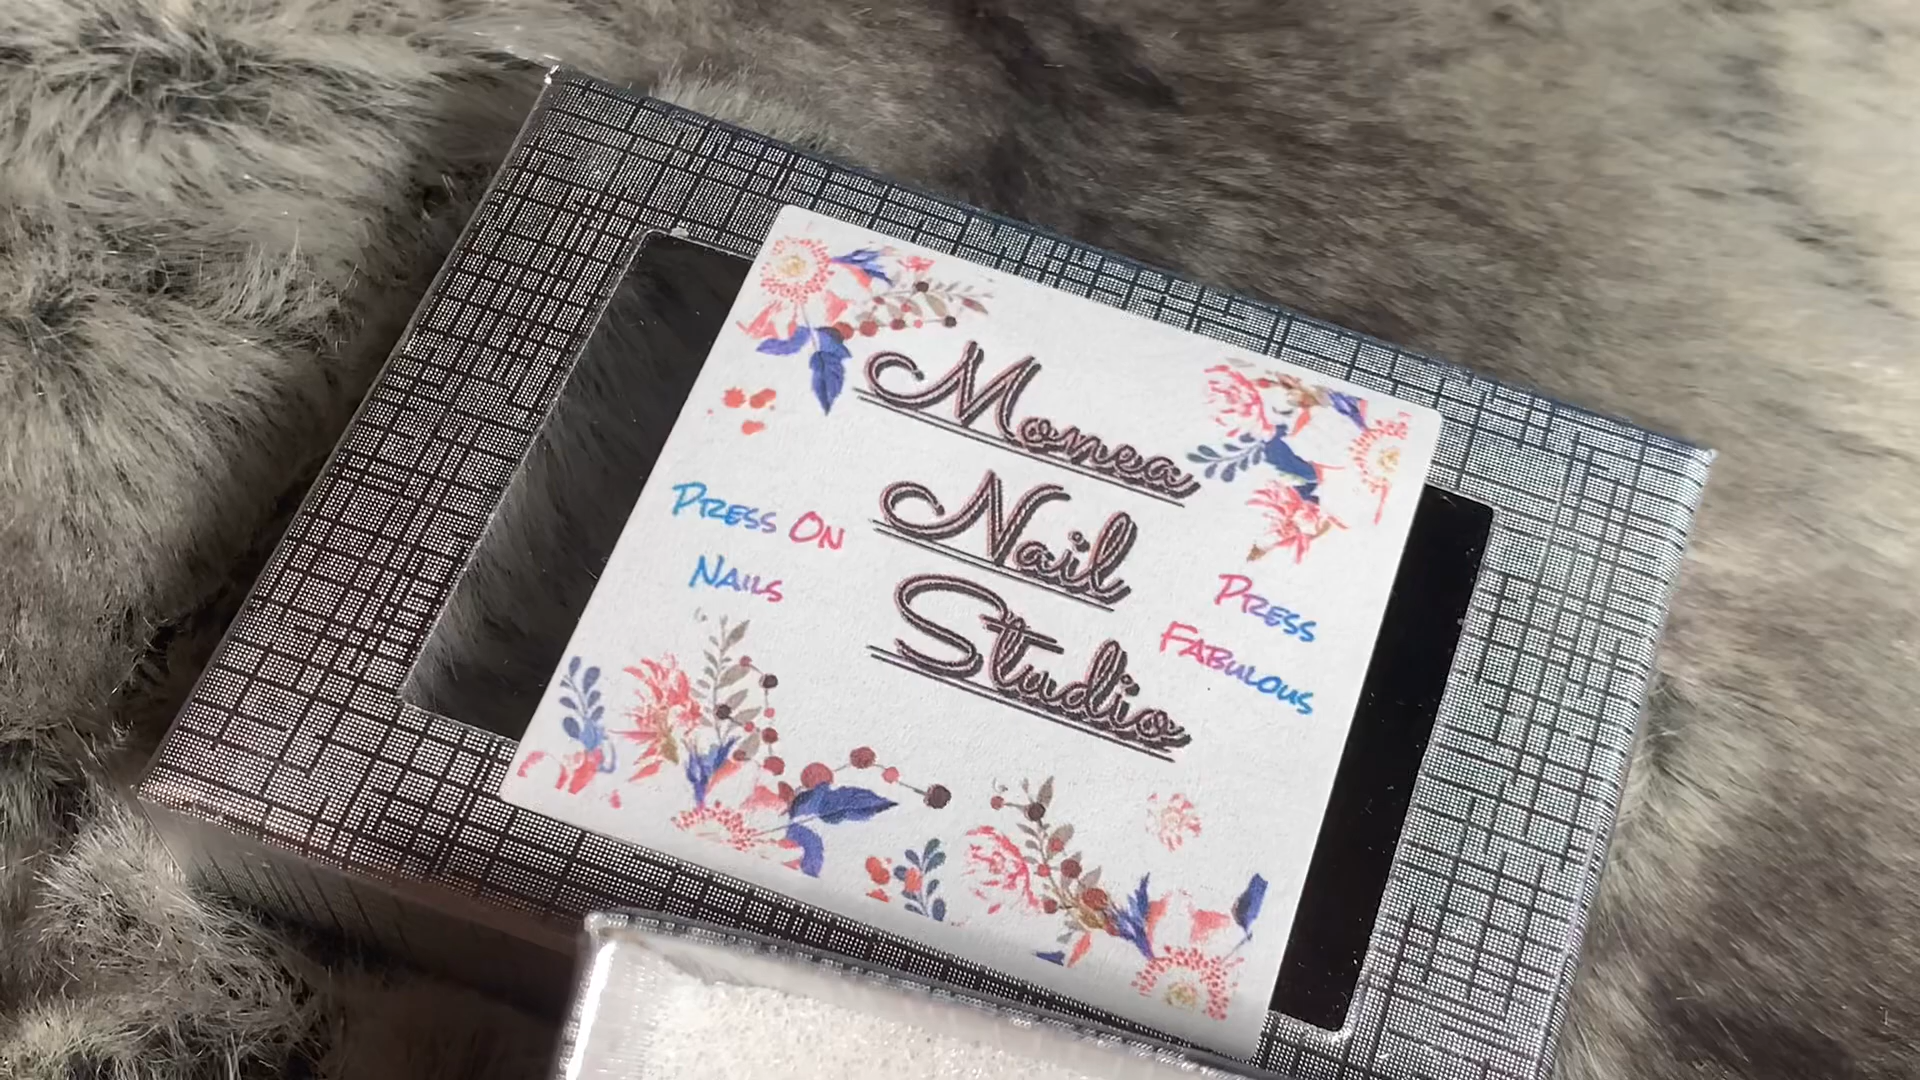 Monea
Nail
Studio
PRESS ON
NAILS
PRESS
FABULOUS